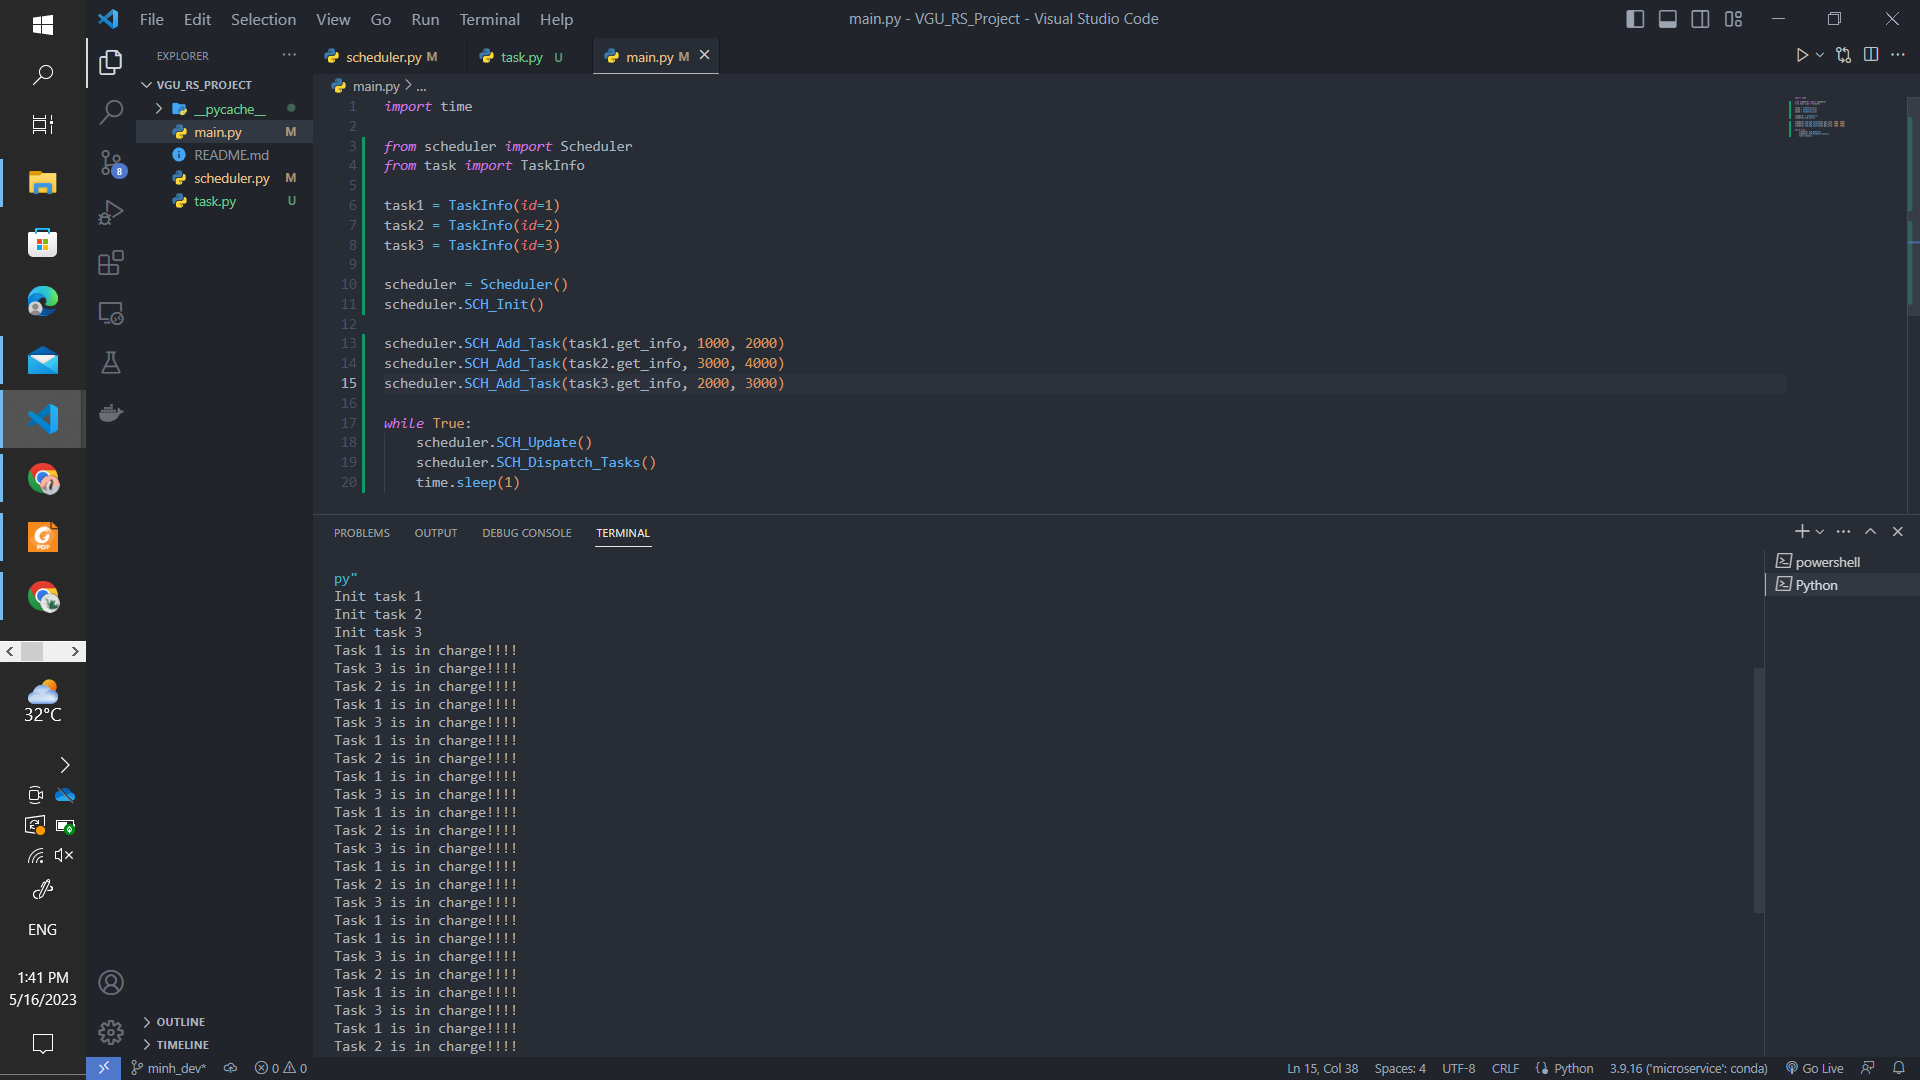 File Edit Selection View Go Run Terminal Help
main.py - VGU_RS_Project - Visual Studio Code
EXPLORER
VGU_RS_PROJECT
__pycache__
main.py M
README.md
scheduler.py M
task.py U
OUTLINE
TIMELINE
8
scheduler.py M
task.py U
main.py M
main.py > ...
1 import time
2
3 from scheduler import Scheduler
4 from task import TaskInfo
5
6 task1 = TaskInfo(id=1)
7 task2 = TaskInfo(id=2)
8 task3 = TaskInfo(id=3)
9
10 scheduler = Scheduler()
11 scheduler.SCH_Init()
12
13 scheduler.SCH_Add_Task(task1.get_info, 1000, 2000)
14 scheduler.SCH_Add_Task(task2.get_info, 3000, 4000)
15 scheduler.SCH_Add_Task(task3.get_info, 2000, 3000)
16
17 while True:
18 scheduler.SCH_Update()
19 scheduler.SCH_Dispatch_Tasks()
20 time.sleep(1)
PROBLEMS OUTPUT DEBUG CONSOLE TERMINAL
py"
Init task 1
Init task 2
Init task 3
Task 1 is in charge!!!!
Task 3 is in charge!!!!
Task 2 is in charge!!!!
Task 1 is in charge!!!!
Task 3 is in charge!!!!
Task 1 is in charge!!!!
Task 2 is in charge!!!!
Task 1 is in charge!!!!
Task 3 is in charge!!!!
Task 1 is in charge!!!!
Task 2 is in charge!!!!
Task 3 is in charge!!!!
Task 1 is in charge!!!!
Task 2 is in charge!!!!
Task 3 is in charge!!!!
Task 1 is in charge!!!!
Task 1 is in charge!!!!
Task 3 is in charge!!!!
Task 2 is in charge!!!!
Task 1 is in charge!!!!
Task 3 is in charge!!!!
Task 1 is in charge!!!!
Task 2 is in charge!!!!
powershell
Python
PDF
32°C
ENG
1:41 PM
5/16/2023
minh_dev* 0 0
Ln 15, Col 38 Spaces: 4 UTF-8 CRLF Python 3.9.16 ('microservice': conda) Go Live